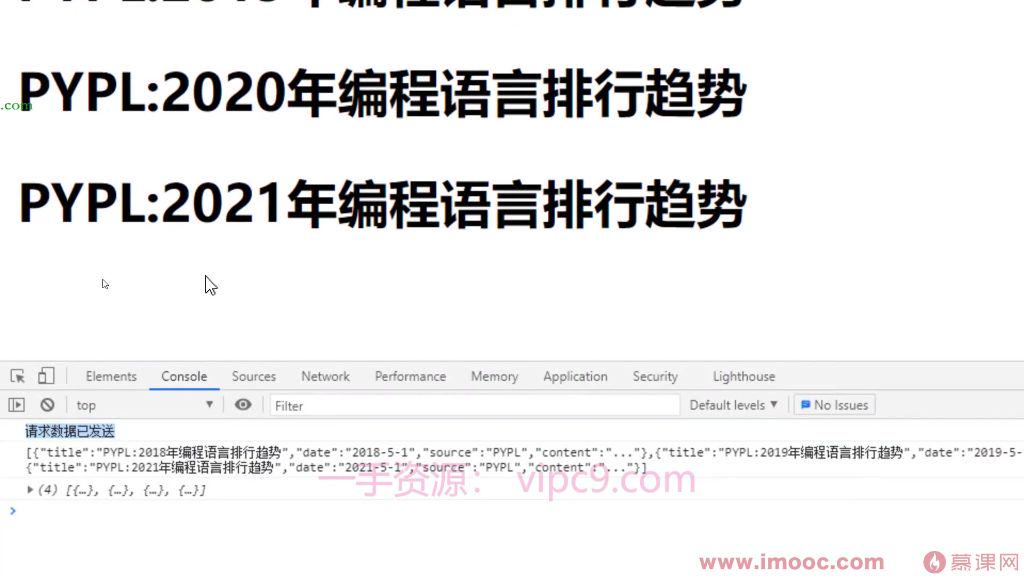 PYPL:2020年编程语言排行趋势
.com
PYPL:2021年编程语言排行趋势
Elements Console Sources Network Performance Memory Application Security Lighthouse
top Filter Default levels No Issues
请求数据已发送
[{"title":"PYPL:2018年编程语言排行趋势","date":"2018-5-1","source":"PYPL","content":"..."},{"title":"PYPL:2019年编程语言排行趋势","date":"2019-5-
{"title":"PYPL:2021年编程语言排行趋势","date":"2021-5-1","source":"PYPL","content":"..."}]
(4) [{…}, {…}, {…}, {…}]
一手资源： vipc9.com
www.imooc.com 慕课网